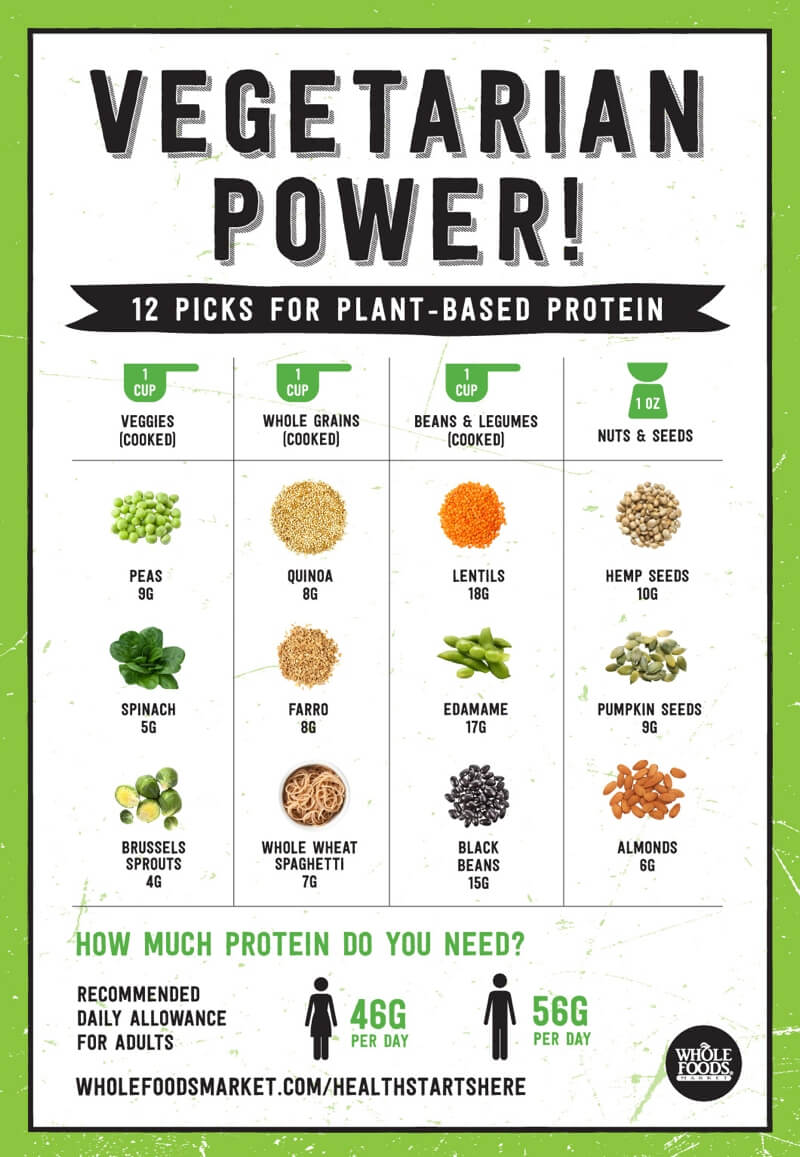 VEGETARIAN
POWER!
12 PICKS FOR PLANT-BASED PROTEIN
1
CUP
VEGGIES
(COOKED)
1
CUP
WHOLE GRAINS
(COOKED)
1
CUP
BEANS & LEGUMES
(COOKED)
1 OZ
NUTS & SEEDS
PEAS
9G
QUINOA
8G
LENTILS
18G
HEMP SEEDS
10G
SPINACH
5G
FARRO
8G
EDAMAME
17G
PUMPKIN SEEDS
9G
BRUSSELS
SPROUTS
4G
WHOLE WHEAT
SPAGHETTI
7G
BLACK
BEANS
15G
ALMONDS
6G
HOW MUCH PROTEIN DO YOU NEED?
RECOMMENDED
DAILY ALLOWANCE
FOR ADULTS
46G
PER DAY
56G
PER DAY
WHOLE
FOODS
MARKET
WHOLEFOODSMARKET.COM/HEALTHSTARTSHERE